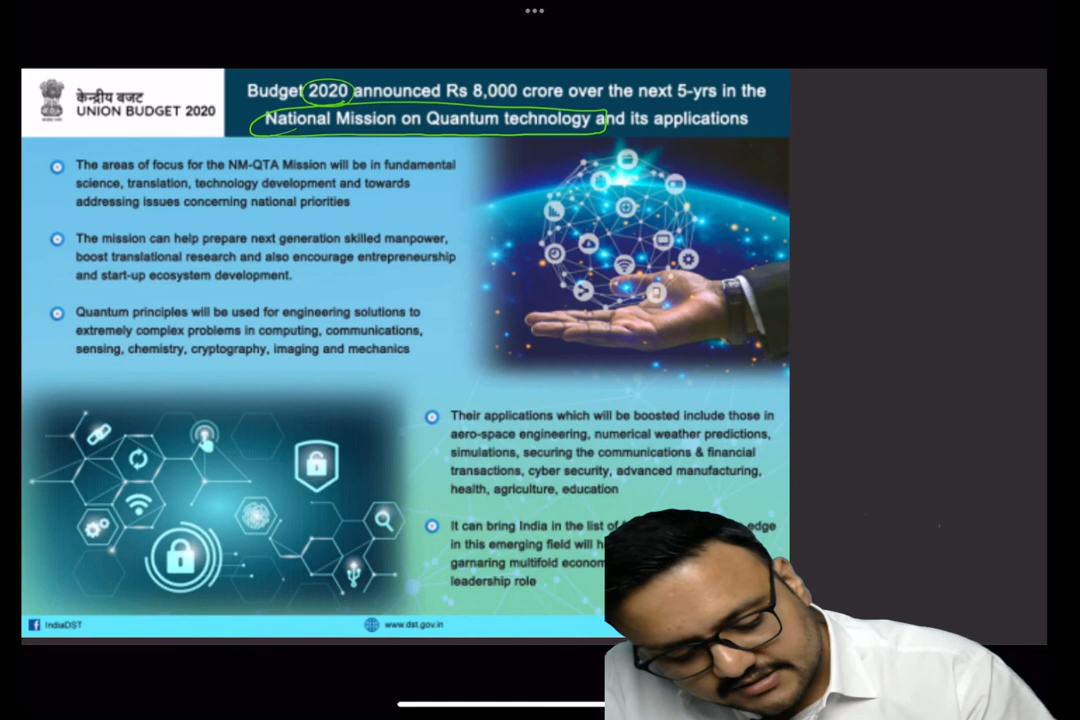 केन्द्रीय बजट
UNION BUDGET 2020
Budget 2020 announced Rs 8,000 crore over the next 5-yrs in the
National Mission on Quantum technology and its applications
The areas of focus for the NM-QTA Mission will be in fundamental
science, translation, technology development and towards
addressing issues concerning national priorities
The mission can help prepare next generation skilled manpower,
boost translational research and also encourage entrepreneurship
and start-up ecosystem development.
Quantum principles will be used for engineering solutions to
extremely complex problems in computing, communications,
sensing, chemistry, cryptography, imaging and mechanics
Their applications which will be boosted include those in
aero-space engineering, numerical weather predictions,
simulations, securing the communications & financial
transactions, cyber security, advanced manufacturing,
health, agriculture, education
It can bring India in the list of edge
in this emerging field will
garnaring multifold
leadership role
IndiaDST
www.dst.gov.in